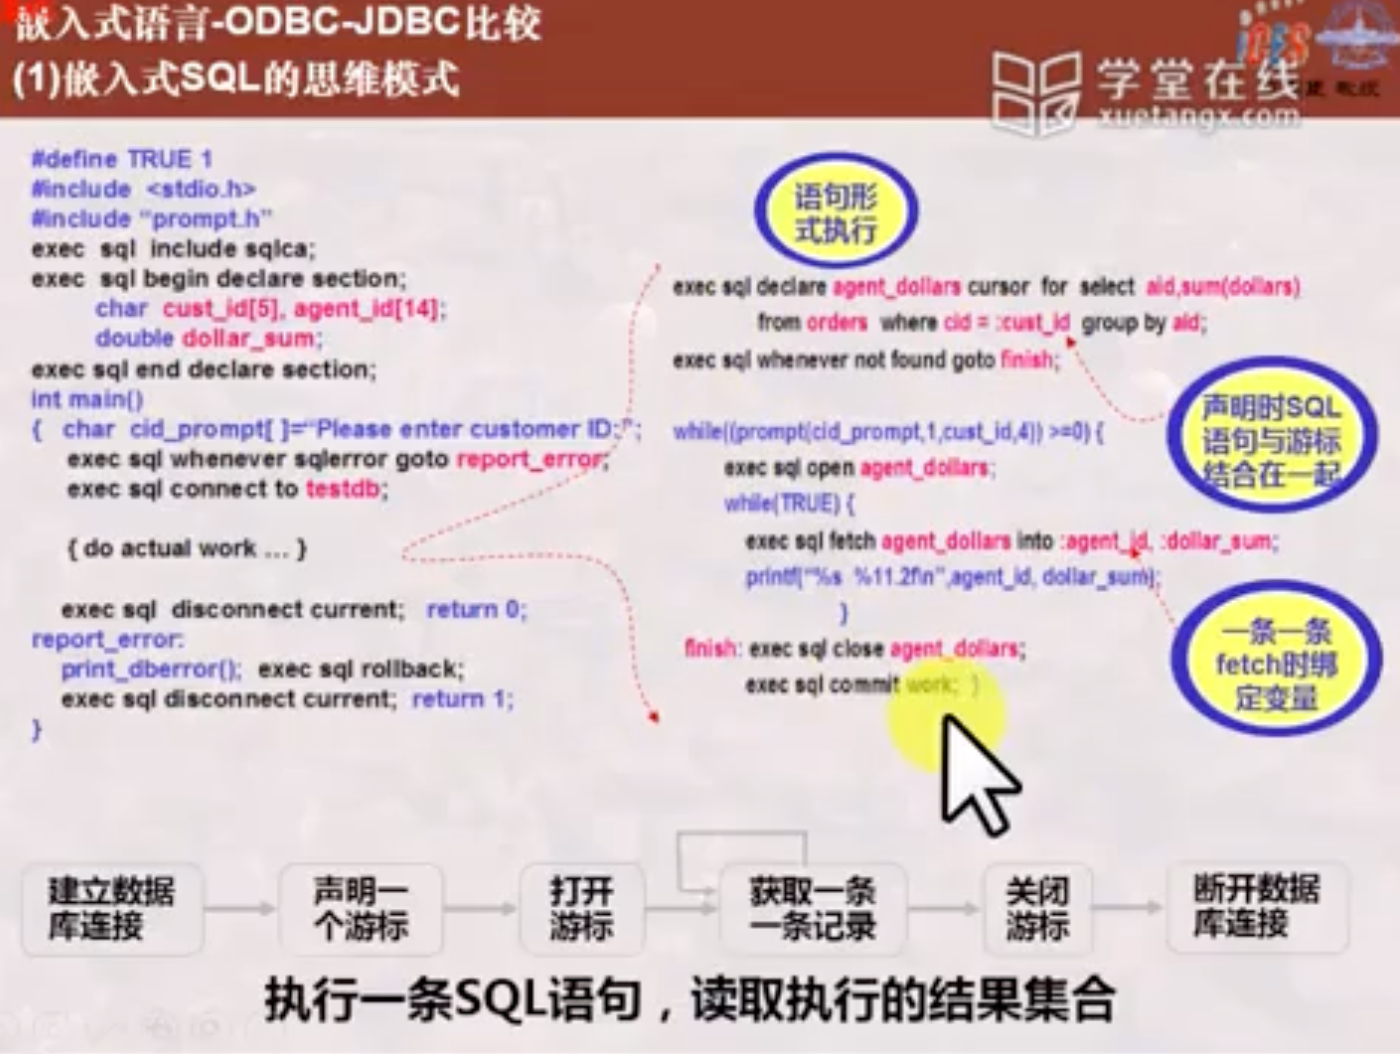 嵌入式语言-ODBC-JDBC比较
(1)嵌入式SQL的思维模式
学堂在线
xuetangx.com
教授
#define TRUE 1
#include <stdio.h>
#include “prompt.h”
exec sql include sqlca;
exec sql begin declare section;
char cust_id[5], agent_id[14];
double dollar_sum;
exec sql end declare section;
int main()
{ char cid_prompt[ ]=“Please enter customer ID:”;
exec sql whenever sqlerror goto report_error;
exec sql connect to testdb;
{ do actual work … }
exec sql disconnect current; return 0;
report_error:
print_dberror(); exec sql rollback;
exec sql disconnect current; return 1;
}
语句形
式执行
exec sql declare agent_dollars cursor for select aid,sum(dollars)
from orders where cid = :cust_id group by aid;
exec sql whenever not found goto finish;
声明时SQL
语句与游标
结合在一起
while((prompt(cid_prompt,1,cust_id,4)) >=0) {
exec sql open agent_dollars;
while(TRUE) {
exec sql fetch agent_dollars into :agent_id, :dollar_sum;
printf(“%s %11.2f\n”,agent_id, dollar_sum);
}
finish: exec sql close agent_dollars;
exec sql commit work; }
一条一条
fetch时绑
定变量
建立数据
库连接
声明一
个游标
打开
游标
获取一条
一条记录
关闭
游标
断开数据
库连接
执行一条SQL语句，读取执行的结果集合